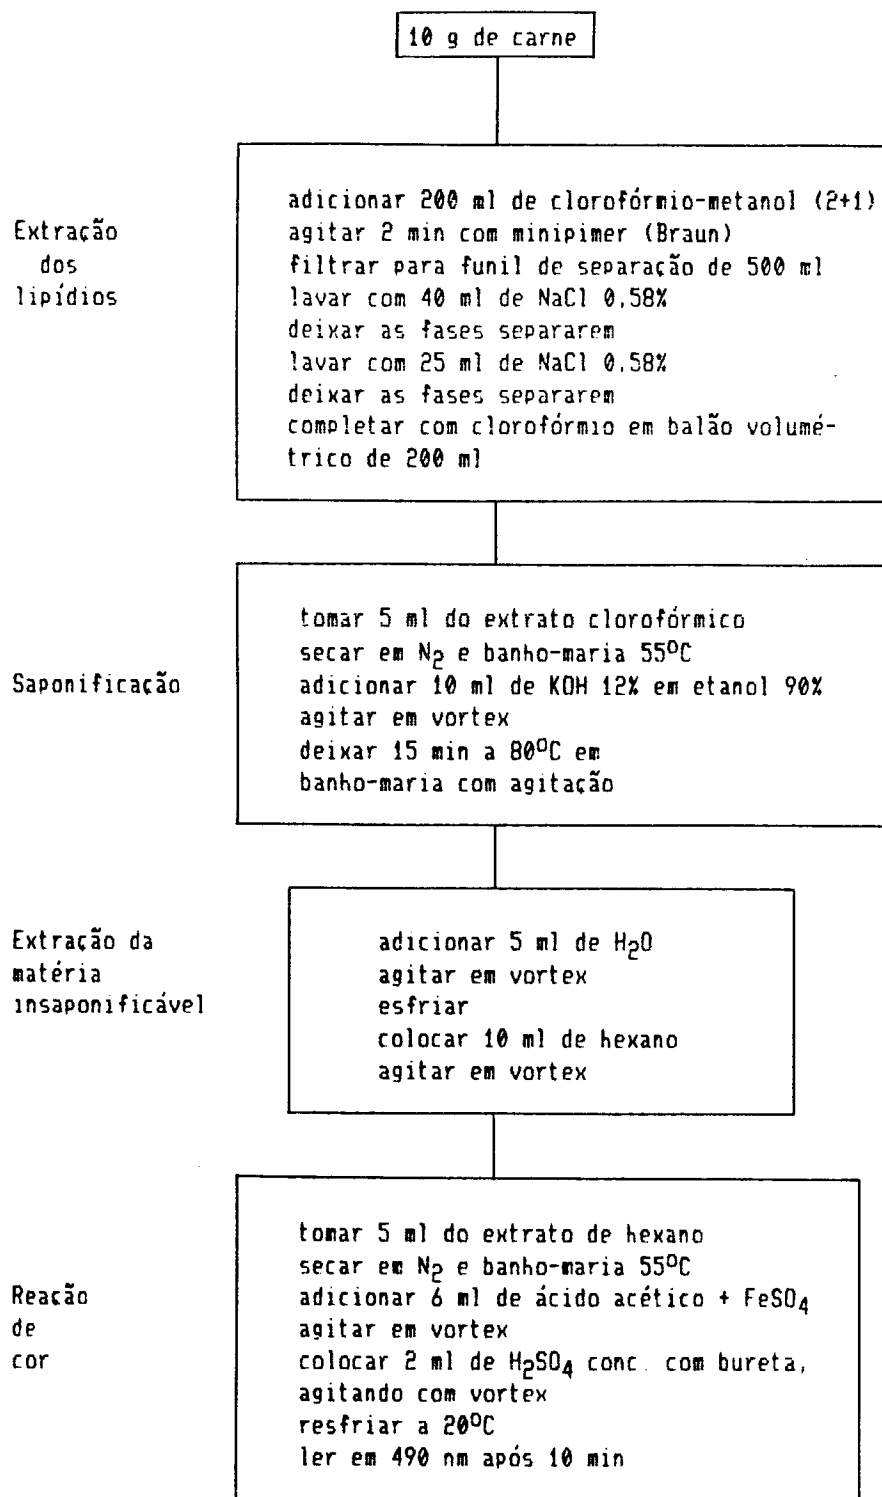 10 g de carne
Extração
dos
lipídios
adicionar 200 ml de clorofórmio-metanol (2+1)
agitar 2 min com minipimer (Braun)
filtrar para funil de separação de 500 ml
lavar com 40 ml de NaCl 0,58%
deixar as fases separarem
lavar com 25 ml de NaCl 0,58%
deixar as fases separarem
completar com clorofórmio em balão volumé-
trico de 200 ml
Saponificação
tomar 5 ml do extrato clorofórmico
secar em N2 e banho-maria 55ºC
adicionar 10 ml de KOH 12% em etanol 90%
agitar em vortex
deixar 15 min a 80ºC em
banho-maria com agitação
Extração da
matéria
insaponificável
adicionar 5 ml de H2O
agitar em vortex
esfriar
colocar 10 ml de hexano
agitar em vortex
Reação
de
cor
tomar 5 ml do extrato de hexano
secar em N2 e banho-maria 55ºC
adicionar 6 ml de ácido acético + FeSO4
agitar em vortex
colocar 2 ml de H2SO4 conc. com bureta,
agitando com vortex
resfriar a 20ºC
ler em 490 nm após 10 min